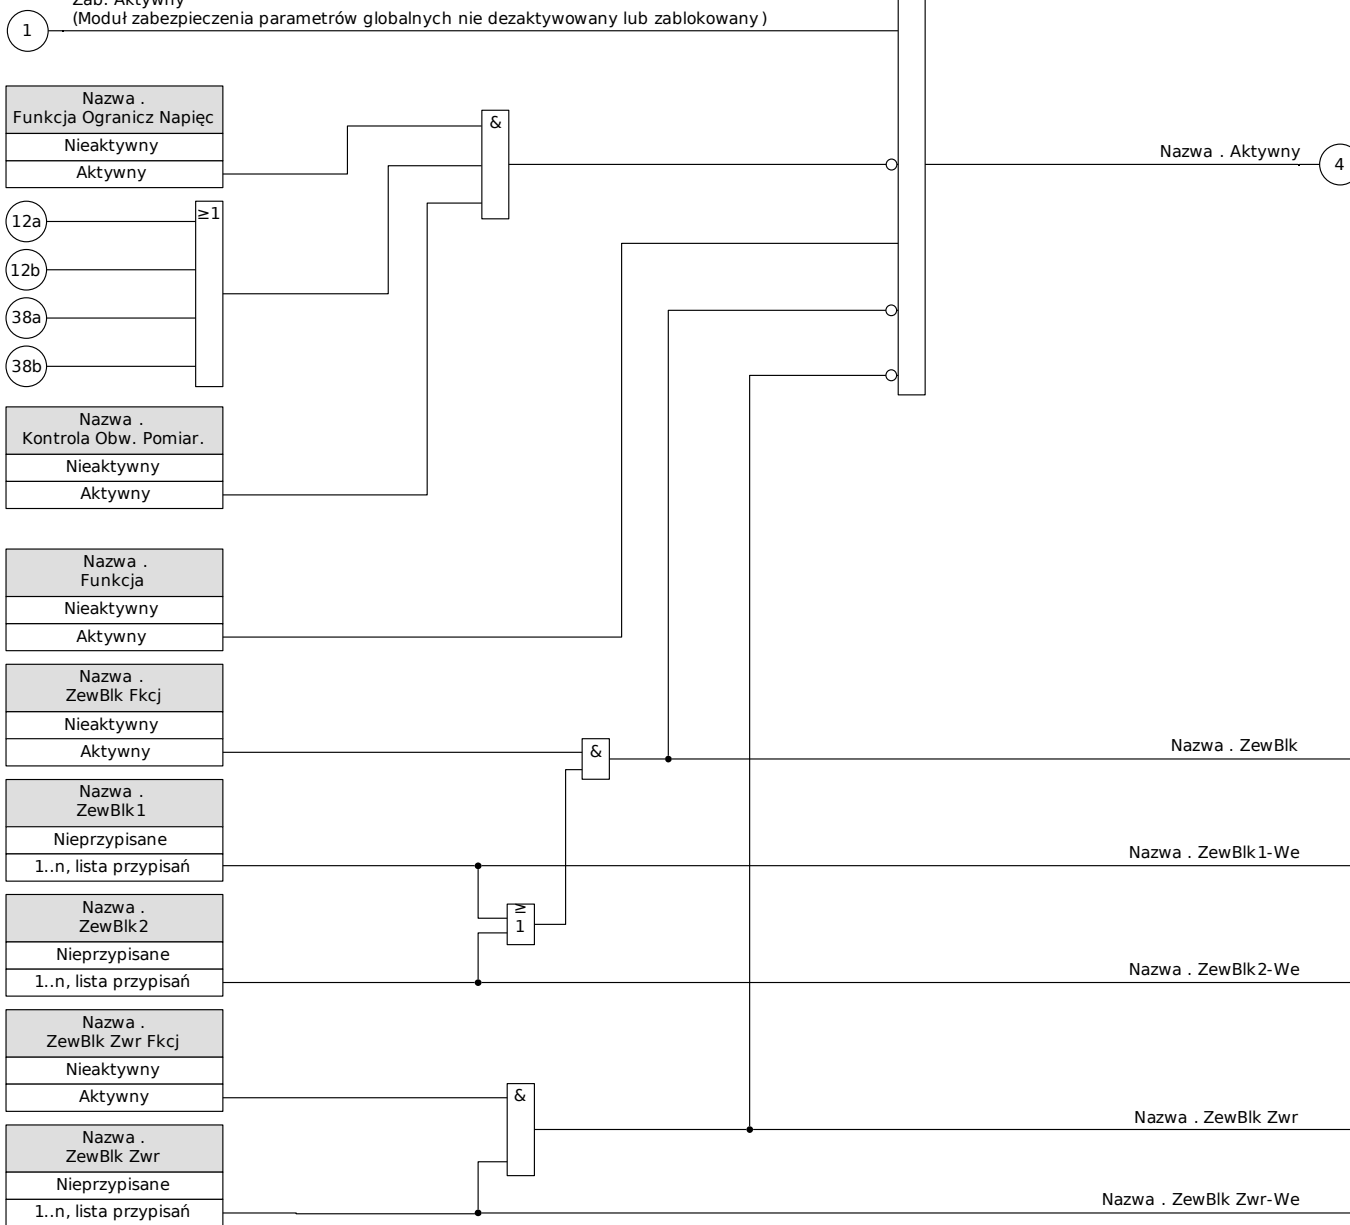 Zab. Aktywny
(Moduł zabezpieczenia parametrów globalnych nie dezaktywowany lub zablokowany)
1
Nazwa .
Funkcja Ogranicz Napięc
Nieaktywny
Aktywny
&
Nazwa . Aktywny
4
12a
≥1
12b
38a
38b
Nazwa .
Kontrola Obw. Pomiar.
Nieaktywny
Aktywny
Nazwa .
Funkcja
Nieaktywny
Aktywny
Nazwa .
ZewBlk Fkcj
Nieaktywny
Aktywny
&
Nazwa . ZewBlk
Nazwa .
ZewBlk1
Nieprzypisane
1..n, lista przypisań
Nazwa . ZewBlk1-We
Nazwa .
ZewBlk2
Nieprzypisane
1..n, lista przypisań
≥
1
Nazwa . ZewBlk2-We
Nazwa .
ZewBlk Zwr Fkcj
Nieaktywny
Aktywny
&
Nazwa . ZewBlk Zwr
Nazwa .
ZewBlk Zwr
Nieprzypisane
1..n, lista przypisań
Nazwa . ZewBlk Zwr-We